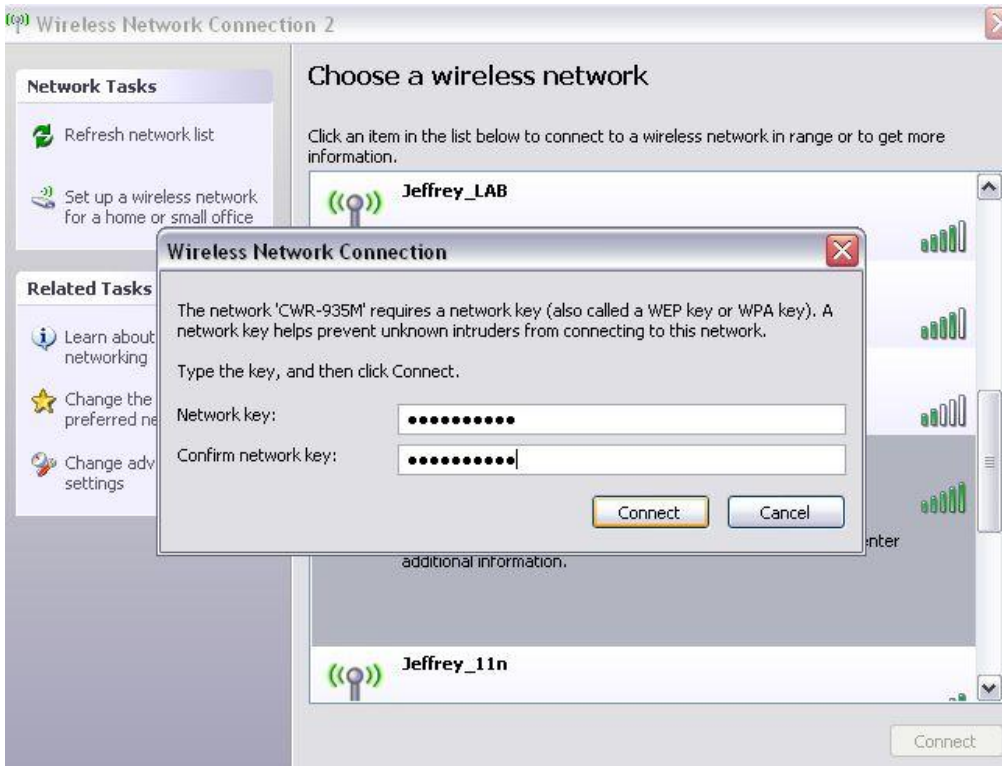 Wireless Network Connection 2
Network Tasks
Refresh network list
Set up a wireless network
for a home or small office
Related Tasks
Learn about
networking
Change the
preferred ne
Change adv
settings
Choose a wireless network
Click an item in the list below to connect to a wireless network in range or to get more
information.
Jeffrey_LAB
Wireless Network Connection
The network 'CWR-935M' requires a network key (also called a WEP key or WPA key). A
network key helps prevent unknown intruders from connecting to this network.
Type the key, and then click Connect.
Network key:
Confirm network key:
Connect Cancel
enter
additional information.
Jeffrey_11n
Connect